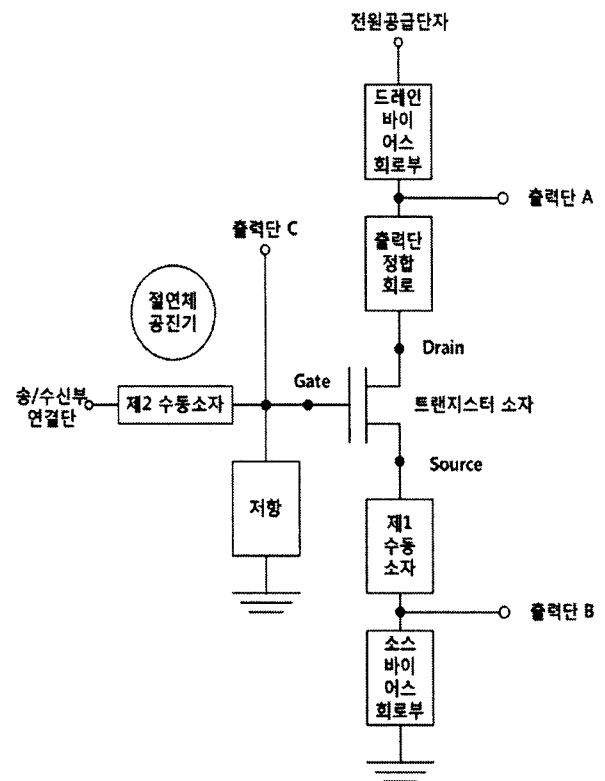 전원공급단자
드레인
바이
어스
회로부
출력단 A
출력단 C
출력단
정합
회로
절연체
공진기
Drain
Gate
송/수신부
연결단
제2 수동소자
트랜지스터 소자
Source
저항
제1
수동
소자
출력단 B
소스
바이
어스
회로부